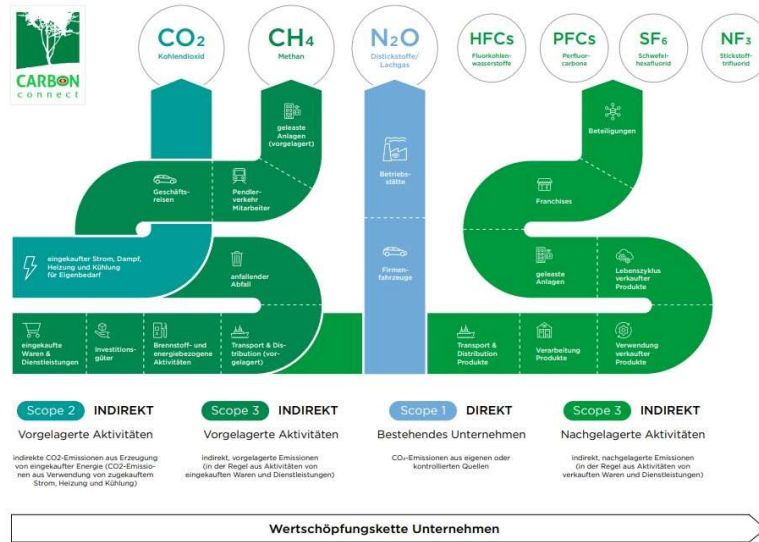 CARBON
connect
CO₂
Kohlendioxid
CH₄
Methan
N₂O
Distickstoffe/
Lachgas
HFCs
Fluorkohlen-
wasserstoffe
PFCs
Perfluor-
carbone
SF₆
Schwefel-
hexafluorid
NF₃
Stickstoff-
trifluorid
geleaste
Anlagen
(vorgelagert)
Geschäfts-
reisen
Pendler-
verkehr
Mitarbeiter
eingekaufter Strom, Dampf,
Heizung und Kühlung
für Eigenbedarf
anfallender
Abfall
eingekaufte
Waren &
Dienstleistungen
Investitions-
güter
Brennstoff- und
energiebezogene
Aktivitäten
Transport & Dis-
tribution (vor-
gelagert)
Betriebs-
stätte
Firmen-
fahrzeuge
Beteiligungen
Franchises
geleaste
Anlagen
Lebenszyklus
verkaufter
Produkte
Transport &
Distribution
Produkte
Verarbeitung
Produkte
Verwendung
verkaufter
Produkte
Scope 2 INDIREKT
Vorgelagerte Aktivitäten
indirekte CO2-Emissionen aus Erzeugung
von eingekaufter Energie (CO2-Emissio-
nen aus Verwendung von zugekauftem
Strom, Heizung und Kühlung)
Scope 3 INDIREKT
Vorgelagerte Aktivitäten
indirekt, vorgelagerte Emissionen
(in der Regel aus Aktivitäten von
eingekauften Waren und Dienstleistungen)
Scope 1 DIREKT
Bestehendes Unternehmen
CO₂-Emissionen aus eigenen oder
kontrollierten Quellen
Scope 3 INDIREKT
Nachgelagerte Aktivitäten
indirekt, nachgelagerte Emissionen
(in der Regel aus Aktivitäten von
verkauften Waren und Dienstleistungen)
Wertschöpfungskette Unternehmen